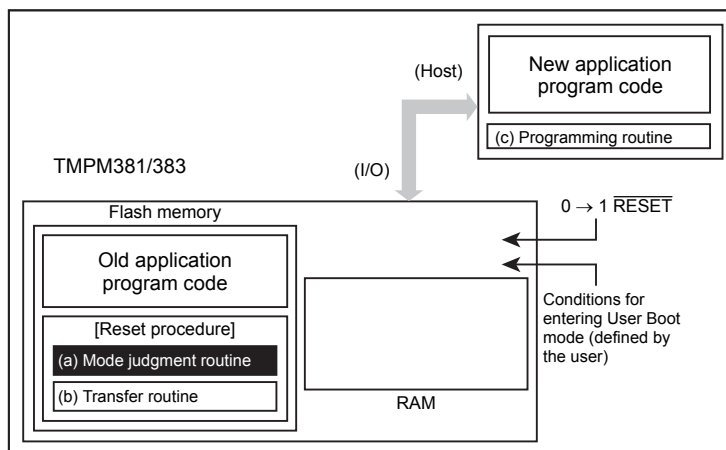 (Host)
New application
program code
(c) Programming routine
TMPM381/383
(I/O)
0 → 1 RESET
Flash memory
Old application
program code
[Reset procedure]
(a) Mode judgment routine
(b) Transfer routine
RAM
Conditions for
entering User Boot
mode (defined by
the user)